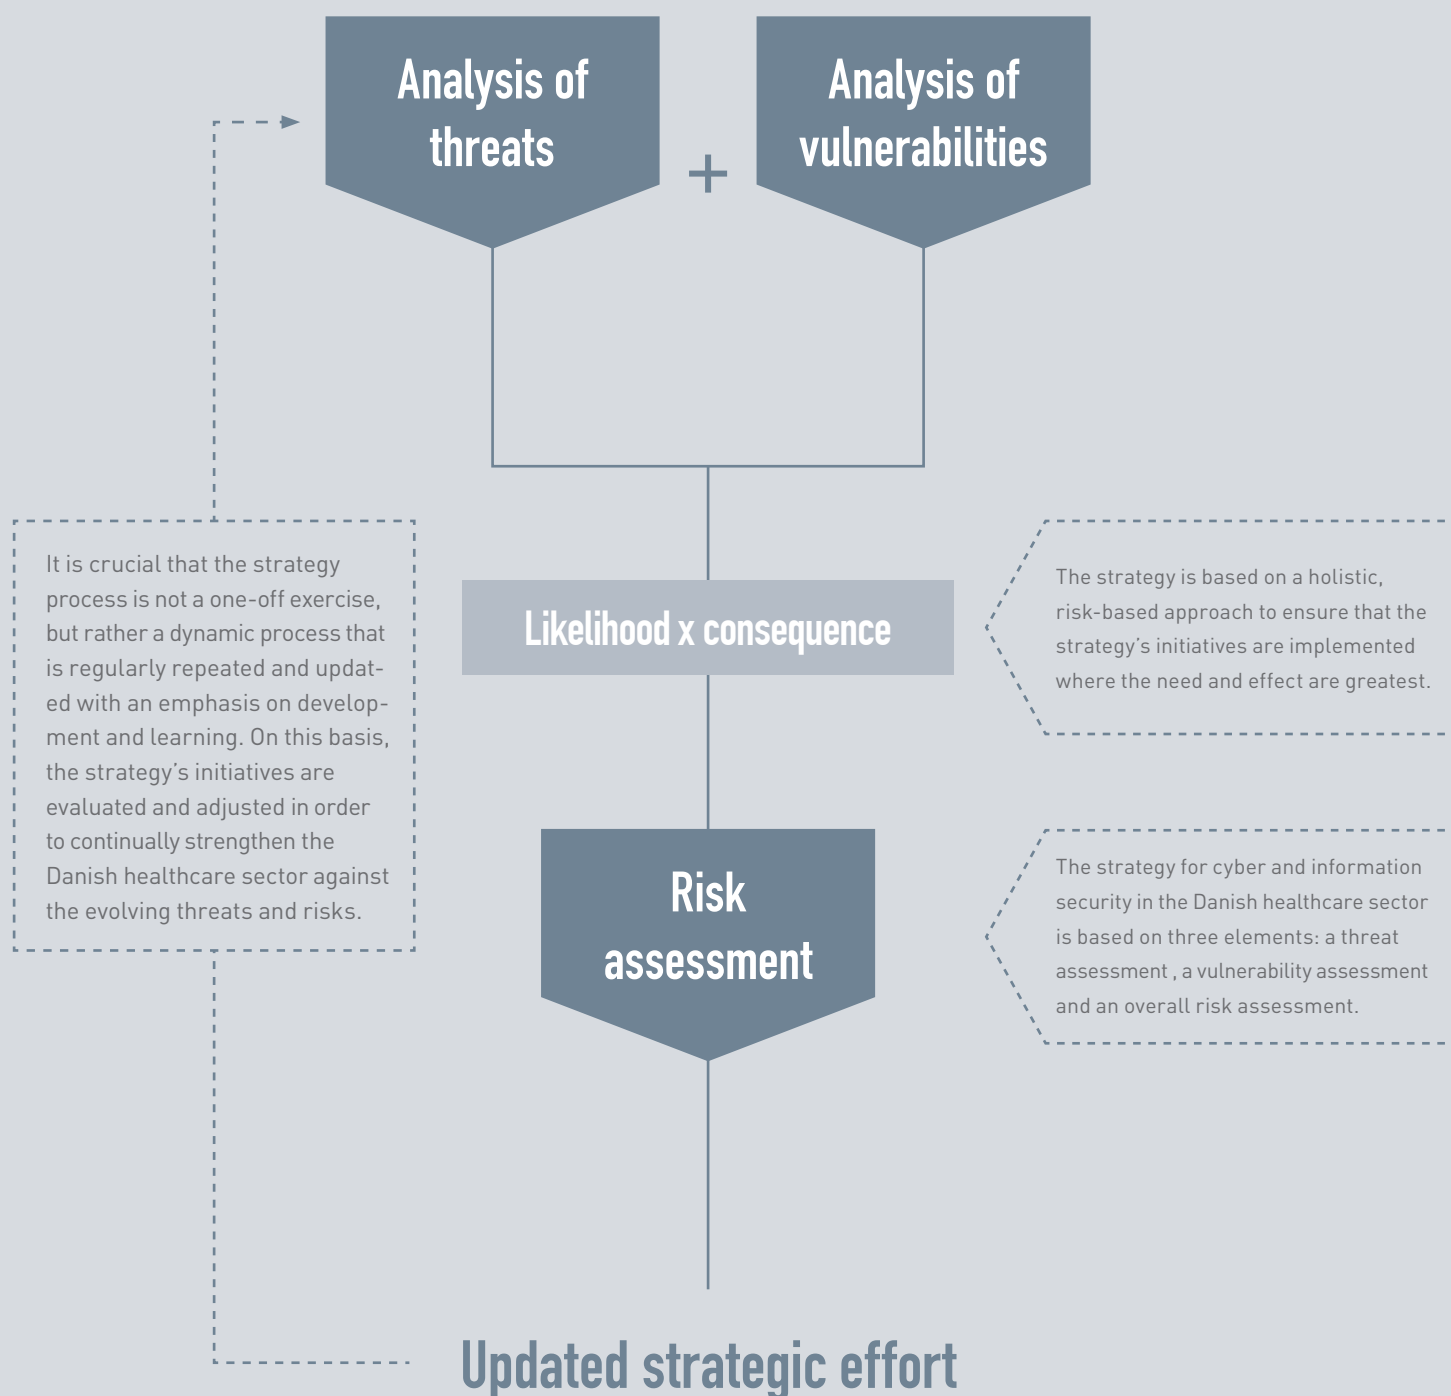 Analysis of
threats
+
Analysis of
vulnerabilities
It is crucial that the strategy
process is not a one-off exercise,
but rather a dynamic process that
is regularly repeated and updat-
ed with an emphasis on develop-
ment and learning. On this basis,
the strategy’s initiatives are
evaluated and adjusted in order
to continually strengthen the
Danish healthcare sector against
the evolving threats and risks.
Likelihood x consequence
The strategy is based on a holistic,
risk-based approach to ensure that the
strategy’s initiatives are implemented
where the need and effect are greatest.
Risk
assessment
The strategy for cyber and information
security in the Danish healthcare sector
is based on three elements: a threat
assessment , a vulnerability assessment
and an overall risk assessment.
Updated strategic effort